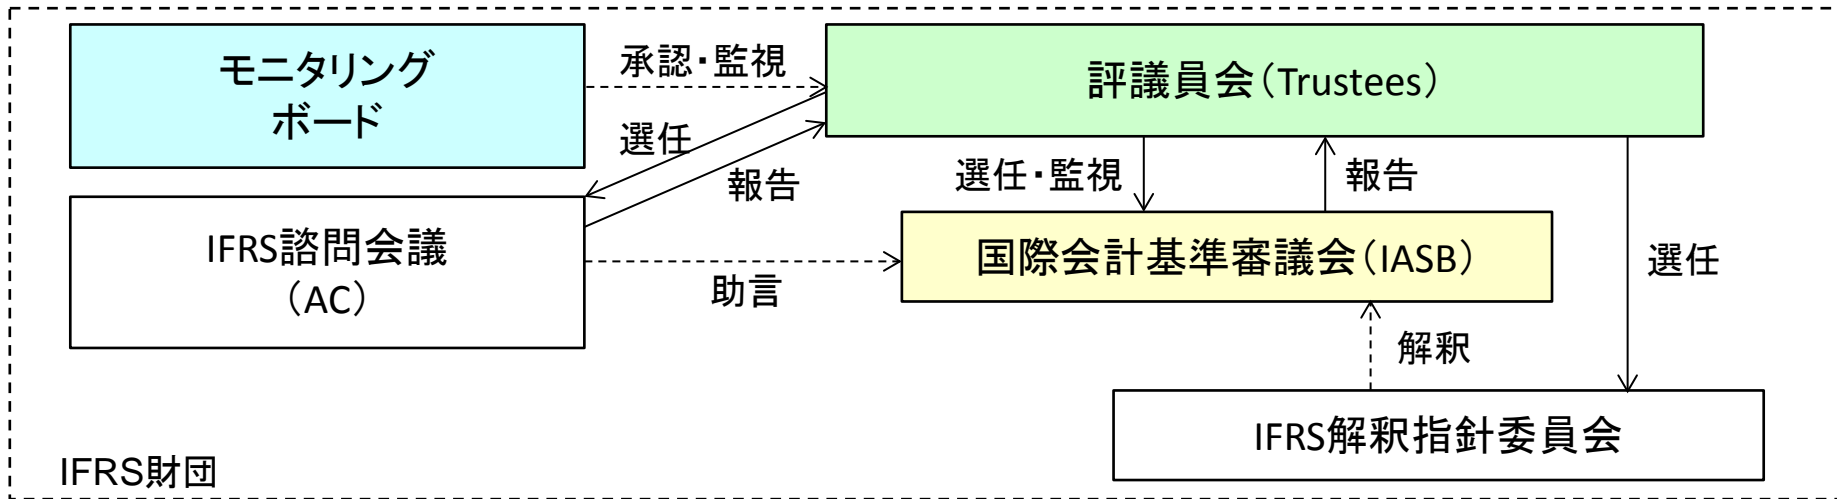 モニタリング
ボード
承認・監視
評議員会(Trustees)
選任
報告
選任・監視
報告
IFRS諮問会議
(AC)
国際会計基準審議会(IASB)
選任
助言
解釈
IFRS解釈指針委員会
IFRS財団